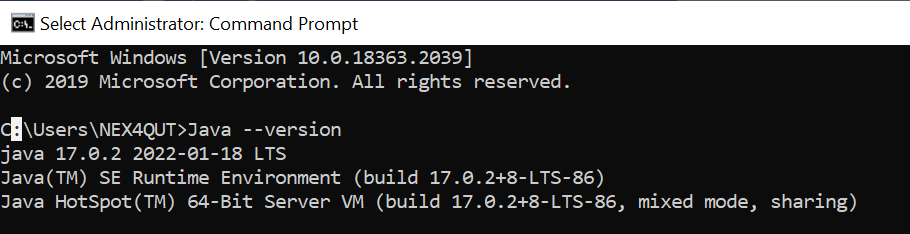 Select Administrator: Command Prompt
Microsoft Windows [Version 10.0.18363.2039]
(c) 2019 Microsoft Corporation. All rights reserved.
C:\Users\NEX4QUT>Java --version
java 17.0.2 2022-01-18 LTS
Java(TM) SE Runtime Environment (build 17.0.2+8-LTS-86)
Java HotSpot(TM) 64-Bit Server VM (build 17.0.2+8-LTS-86, mixed mode, sharing)